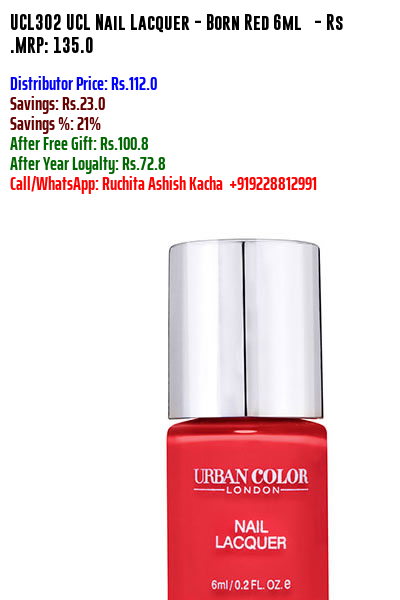 UCL302 UCL Nail Lacquer - Born Red 6ml - Rs
.MRP: 135.0
Distributor Price: Rs.112.0
Savings: Rs.23.0
Savings %: 21%
After Free Gift: Rs.100.8
After Year Loyalty: Rs.72.8
Call/WhatsApp: Ruchita Ashish Kacha +919228812991
URBAN COLOR
LONDON
NAIL
LACQUER
6ml/0.2 FL. OZ.e